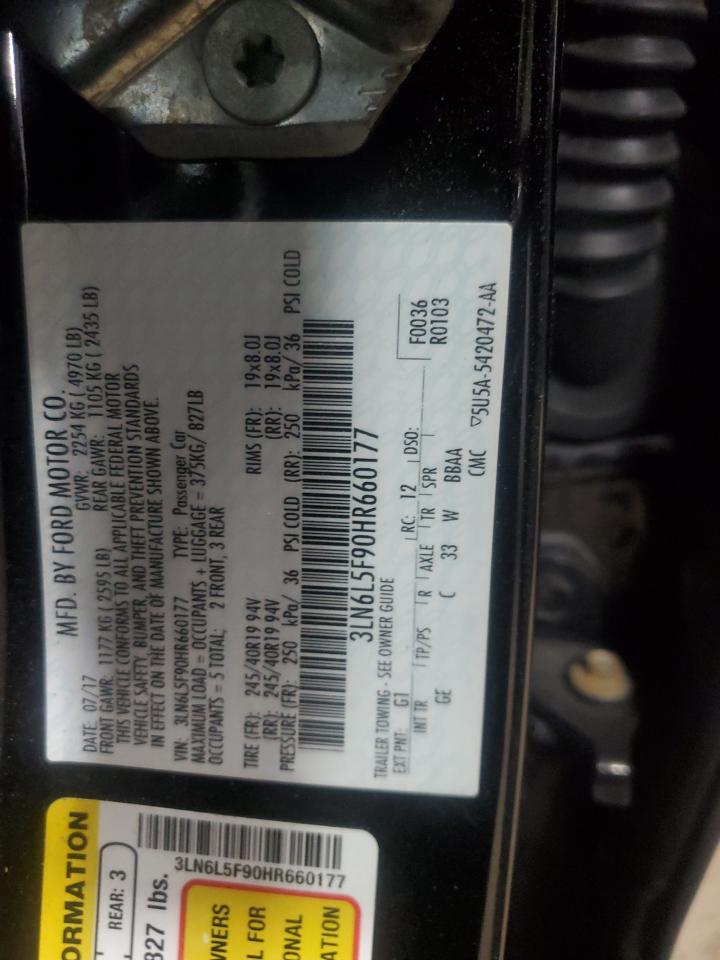 MFD. BY FORD MOTOR CO.
DATE: 07/17 GVWR: 2254 KG ( 4970 LB)
FRONT GAWR: 1177 KG ( 2595 LB) REAR GAWR: 1105 KG ( 2435 LB)
THIS VEHICLE CONFORMS TO ALL APPLICABLE FEDERAL MOTOR
VEHICLE SAFETY, BUMPER, AND THEFT PREVENTION STANDARDS
IN EFFECT ON THE DATE OF MANUFACTURE SHOWN ABOVE.
VIN: 3LN6L5F90HR660177 TYPE: Passenger Car
MAXIMUM LOAD = OCCUPANTS + LUGGAGE = 375KG/ 827LB
OCCUPANTS = 5 TOTAL; 2 FRONT, 3 REAR
TIRE (FR): 245/40R19 94V RIMS (FR): 19x8.0J
(RR): 245/40R19 94V (RR): 19x8.0J
PRESSURE (FR): 250 kPa/ 36 PSI COLD (RR): 250 kPa/ 36 PSI COLD
3LN6L5F90HR660177
TRAILER TOWING - SEE OWNER GUIDE F0036
EXT PNT: G1 RC: 12 DSO: R0103
INT TR TP/PS R AXLE TR SPR
GE C 33 W BBAA
CMC ▽5U5A-5420472-AA
ORMATION
REAR: 3
827 lbs.
3LN6L5F90HR660177
WNERS
L FOR
ONAL
ATION